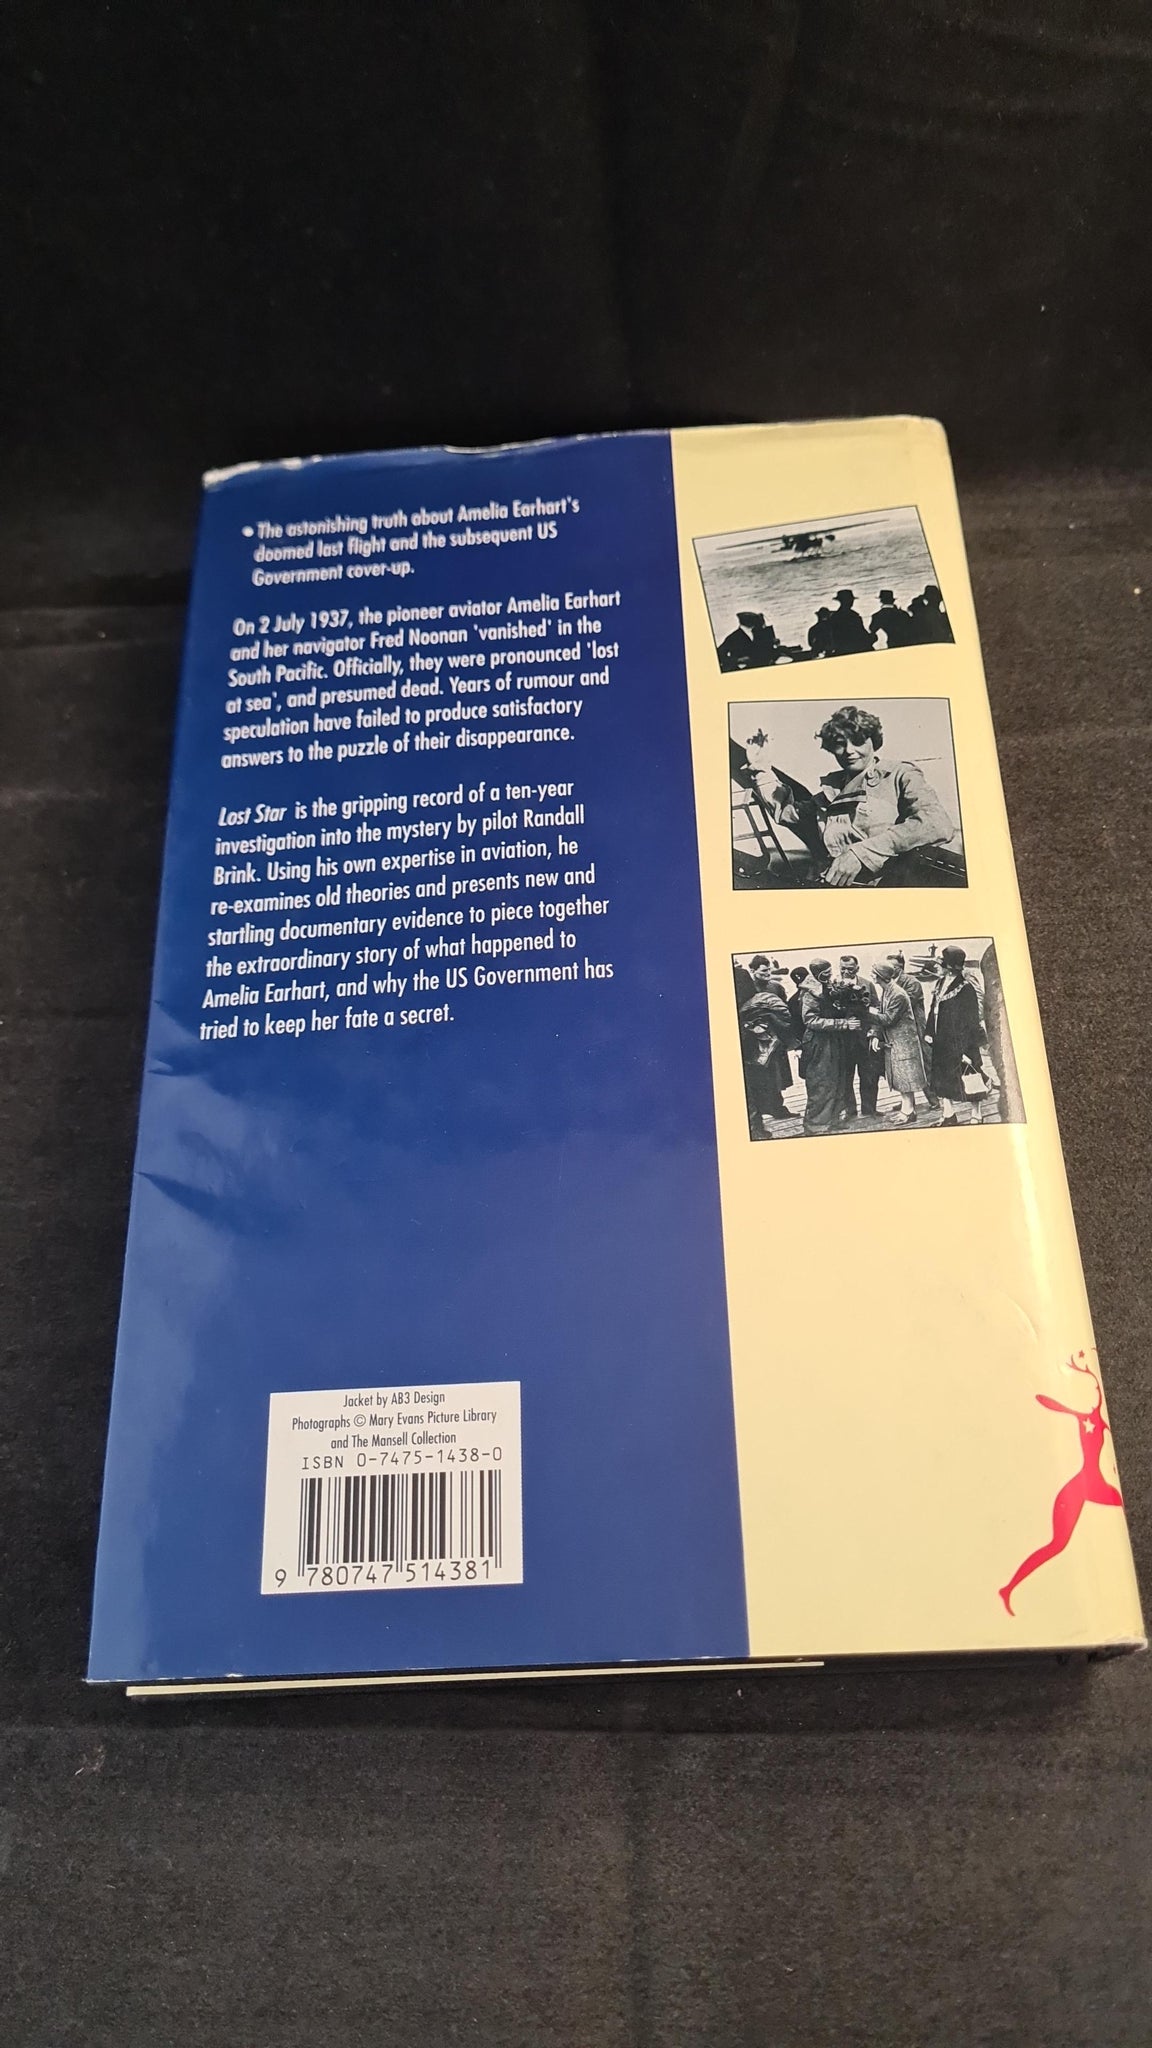 • The astonishing truth about Amelia Earhart's
doomed last flight and the subsequent US
Government cover-up.
On 2 July 1937, the pioneer aviator Amelia Earhart
and her navigator Fred Noonan 'vanished' in the
South Pacific. Officially, they were pronounced 'lost
at sea', and presumed dead. Years of rumour and
speculation have failed to produce satisfactory
answers to the puzzle of their disappearance.
Lost Star is the gripping record of a ten-year
investigation into the mystery by pilot Randall
Brink. Using his own expertise in aviation, he
re-examines old theories and presents new and
startling documentary evidence to piece together
the extraordinary story of what happened to
Amelia Earhart, and why the US Government has
tried to keep her fate a secret.
Jacket by AB3 Design
Photographs © Mary Evans Picture Library
and The Mansell Collection
ISBN 0-7475-1438-0
9 780747 514381